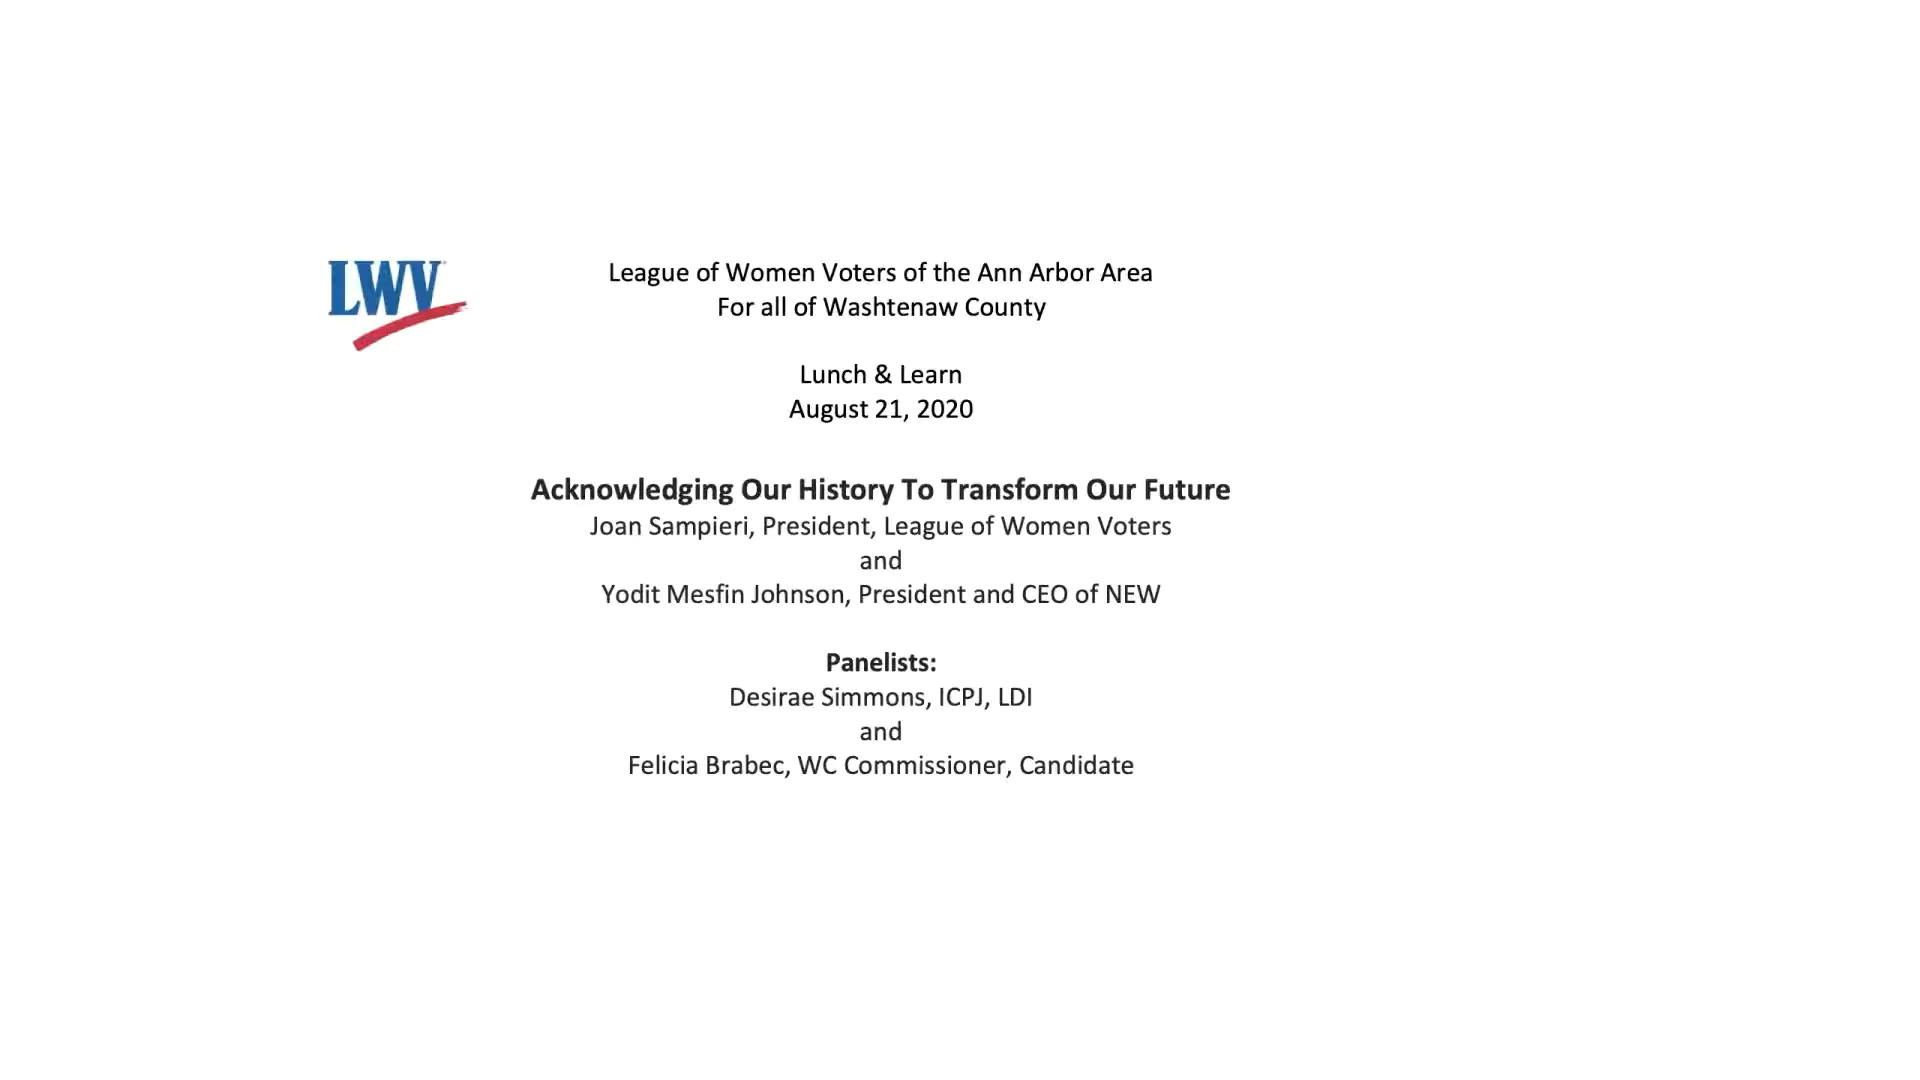 LWV
League of Women Voters of the Ann Arbor Area
For all of Washtenaw County
Lunch & Learn
August 21, 2020
Acknowledging Our History To Transform Our Future
Joan Sampieri, President, League of Women Voters
and
Yodit Mesfin Johnson, President and CEO of NEW
Panelists:
Desirae Simmons, ICPJ, LDI
and
Felicia Brabec, WC Commissioner, Candidate